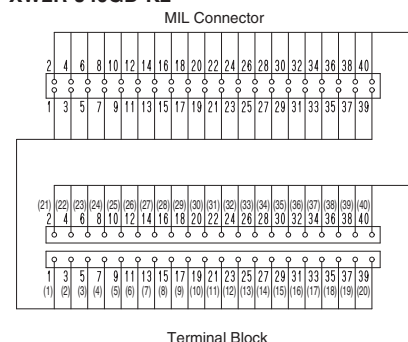 MIL Connector
2 4 6 8 10 12 14 16 18 20 22 24 26 28 30 32 34 36 38 40
1 3 5 7 9 11 13 15 17 19 21 23 25 27 29 31 33 35 37 39
(21) (22) (23) (24) (25) (26) (27) (28) (29) (30) (31) (32) (33) (34) (35) (36) (37) (38) (39) (40)
2 4 6 8 10 12 14 16 18 20 22 24 26 28 30 32 34 36 38 40
1 3 5 7 9 11 13 15 17 19 21 23 25 27 29 31 33 35 37 39
(1) (2) (3) (4) (5) (6) (7) (8) (9) (10) (11) (12) (13) (14) (15) (16) (17) (18) (19) (20)
Terminal Block